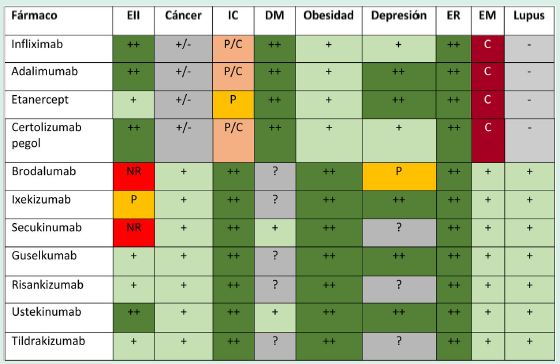 Fármaco EII Cáncer IC DM Obesidad Depresión ER EM Lupus
Infliximab ++ +/- P/C ++ + + ++ C -
Adalimumab ++ +/- P/C ++ + ++ ++ C -
Etanercept + +/- P ++ + ++ ++ C -
Certolizumab ++ +/- P/C ++ + + ++ C -
pegol
Brodalumab NR + ++ ? ++ P ++ + +
Ixekizumab P + ++ ? ++ ++ ++ + +
Secukinumab NR + ++ + ++ ? ++ + +
Guselkumab + + ++ ? ++ ++ ++ + +
Risankizumab + + ++ ? ++ ? ++ + +
Ustekinumab ++ + ++ + ++ ++ ++ + +
Tildrakizumab + + ++ ? ++ ? ++ + +